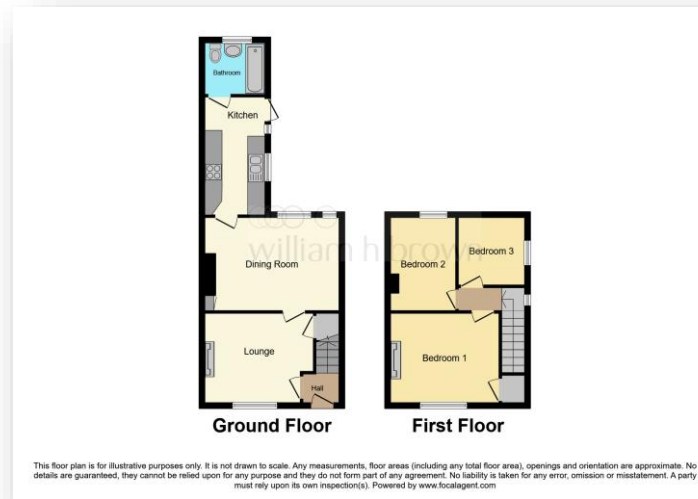 Bathroom
Kitchen
william h brown
Dining Room
Bedroom 2
Bedroom 3
Lounge
Bedroom 1
Hall
Ground Floor
First Floor
This floor plan is for illustrative purposes only. It is not drawn to scale. Any measurements, floor areas (including any total floor area), openings and orientation are approximate. No
details are guaranteed, they cannot be relied upon for any purpose and they do not form part of any agreement. No liability is taken for any error, omission or misstatement. A party
must rely upon its own inspection(s). Powered by www.focalagent.com